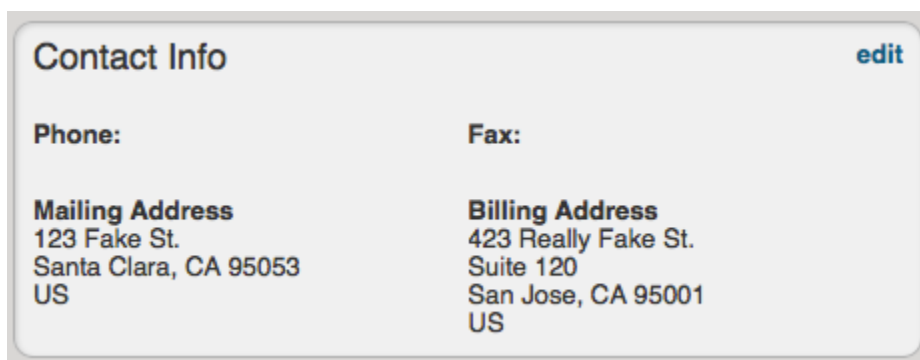 Contact Info
edit
Phone:
Fax:
Mailing Address
123 Fake St.
Santa Clara, CA 95053
US
Billing Address
423 Really Fake St.
Suite 120
San Jose, CA 95001
US